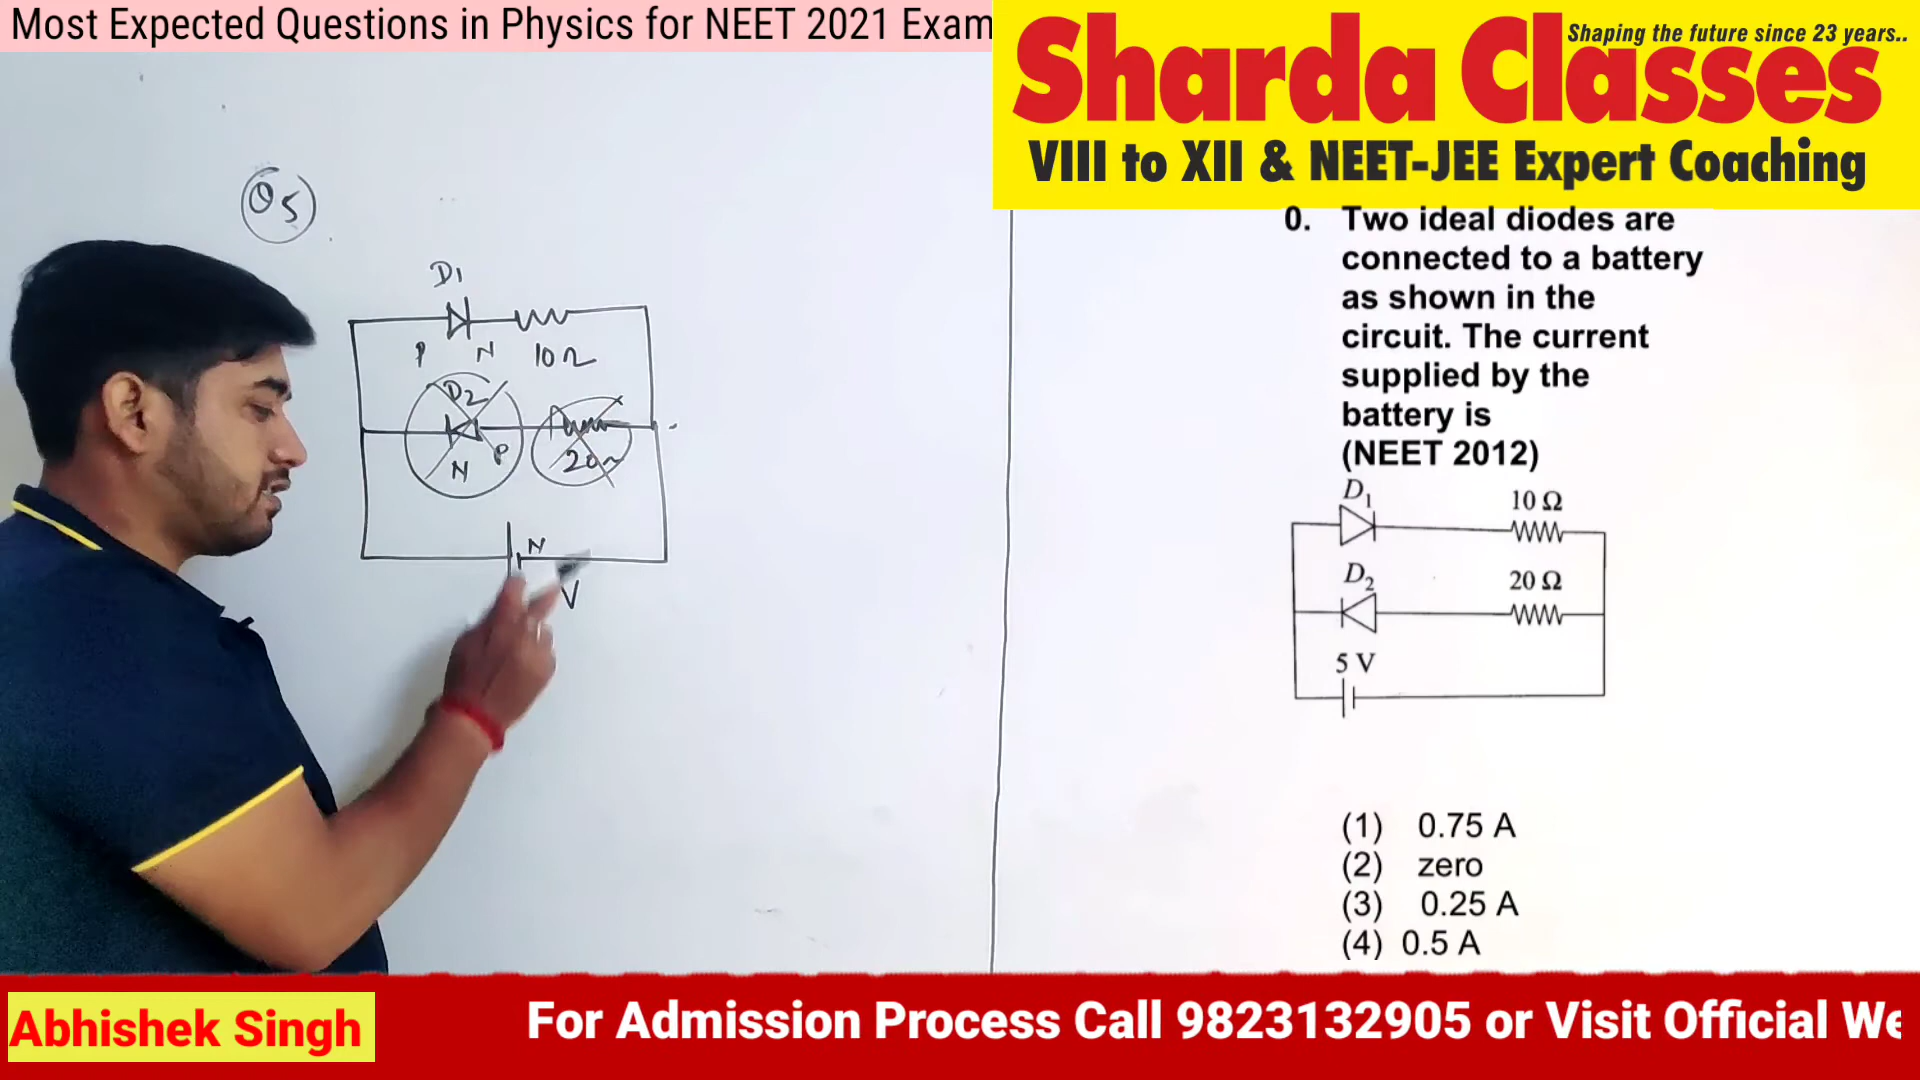 Most Expected Questions in Physics for NEET 2021 Exam
Shaping the future since 23 years..
Sharda Classes
VIII to XII & NEET-JEE Expert Coaching
Q5
D1
P N 10Ω
D2
N P 20Ω
N
V
0. Two ideal diodes are
connected to a battery
as shown in the
circuit. The current
supplied by the
battery is
(NEET 2012)
D1 10 Ω
D2 20 Ω
5 V
(1) 0.75 A
(2) zero
(3) 0.25 A
(4) 0.5 A
Abhishek Singh
For Admission Process Call 9823132905 or Visit Official We